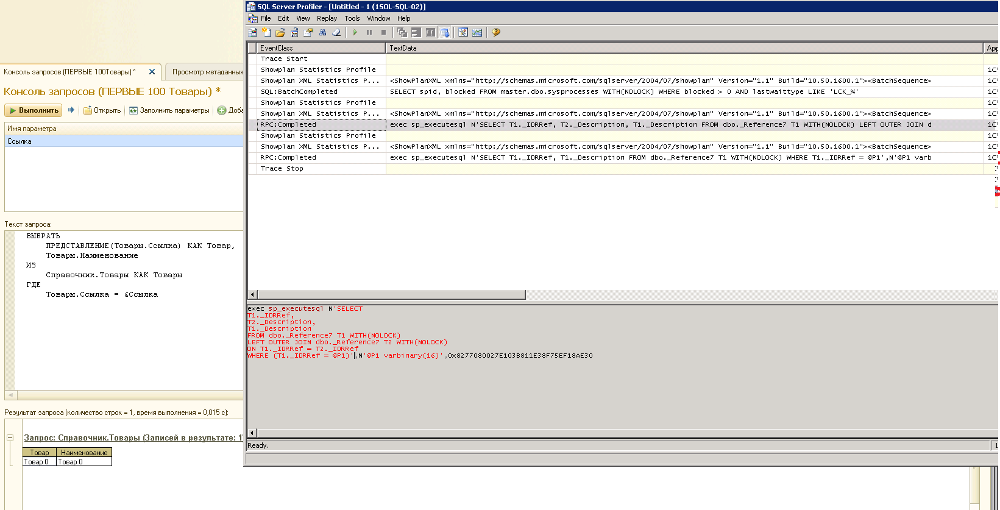 SQL Server Profiler - [Untitled - 1 (1SOL-SQL-02)]
File Edit View Replay Tools Window Help
EventClass TextData App
Trace Start
Showplan Statistics Profile 1C
Showplan XML Statistics P... <ShowPlanXML xmlns="http://schemas.microsoft.com/sqlserver/2004/07/showplan" Version="1.1" Build="10.50.1600.1"><BatchSequence> 1C
SQL:BatchCompleted SELECT spid, blocked FROM master.dbo.sysprocesses WITH(NOLOCK) WHERE blocked > 0 AND lastwaittype LIKE 'LCK_%' 1C
Showplan Statistics Profile 1C
Showplan XML Statistics P... <ShowPlanXML xmlns="http://schemas.microsoft.com/sqlserver/2004/07/showplan" Version="1.1" Build="10.50.1600.1"><BatchSequence> 1C
RPC:Completed exec sp_executesql N'SELECT T1._IDRRef, T2._Description, T1._Description FROM dbo._Reference7 T1 WITH(NOLOCK) LEFT OUTER JOIN d 1C
Showplan Statistics Profile 1C
Showplan XML Statistics P... <ShowPlanXML xmlns="http://schemas.microsoft.com/sqlserver/2004/07/showplan" Version="1.1" Build="10.50.1600.1"><BatchSequence> 1C
RPC:Completed exec sp_executesql N'SELECT T1._IDRRef, T1._Description FROM dbo._Reference7 T1 WITH(NOLOCK) WHERE T1._IDRRef = @P1',N'@P1 varb 1C
Trace Stop
exec sp_executesql N'SELECT
T1._IDRRef,
T2._Description,
T1._Description
FROM dbo._Reference7 T1 WITH(NOLOCK)
LEFT OUTER JOIN dbo._Reference7 T2 WITH(NOLOCK)
ON T1._IDRRef = T2._IDRRef
WHERE (T1._IDRRef = @P1)',N'@P1 varbinary(16)',0x8277080027E103B811E38F75EF18AE30
Ready.
1
Консоль запросов (ПЕРВЫЕ 100Товары) *
Просмотр метаданных
Консоль запросов (ПЕРВЫЕ 100 Товары) *
Выполнить Открыть Заполнить параметры Доба
Имя параметра
Ссылка
Текст запроса:
ВЫБРАТЬ
ПРЕДСТАВЛЕНИЕ(Товары.Ссылка) КАК Товар,
Товары.Наименование
ИЗ
Справочник.Товары КАК Товары
ГДЕ
Товары.Ссылка = &Ссылка
Результат запроса (количество строк = 1, время выполнения = 0,015 с):
Запрос: Справочник.Товары (Записей в результате: 1)
Товар Наименование
Товар 0 Товар 0